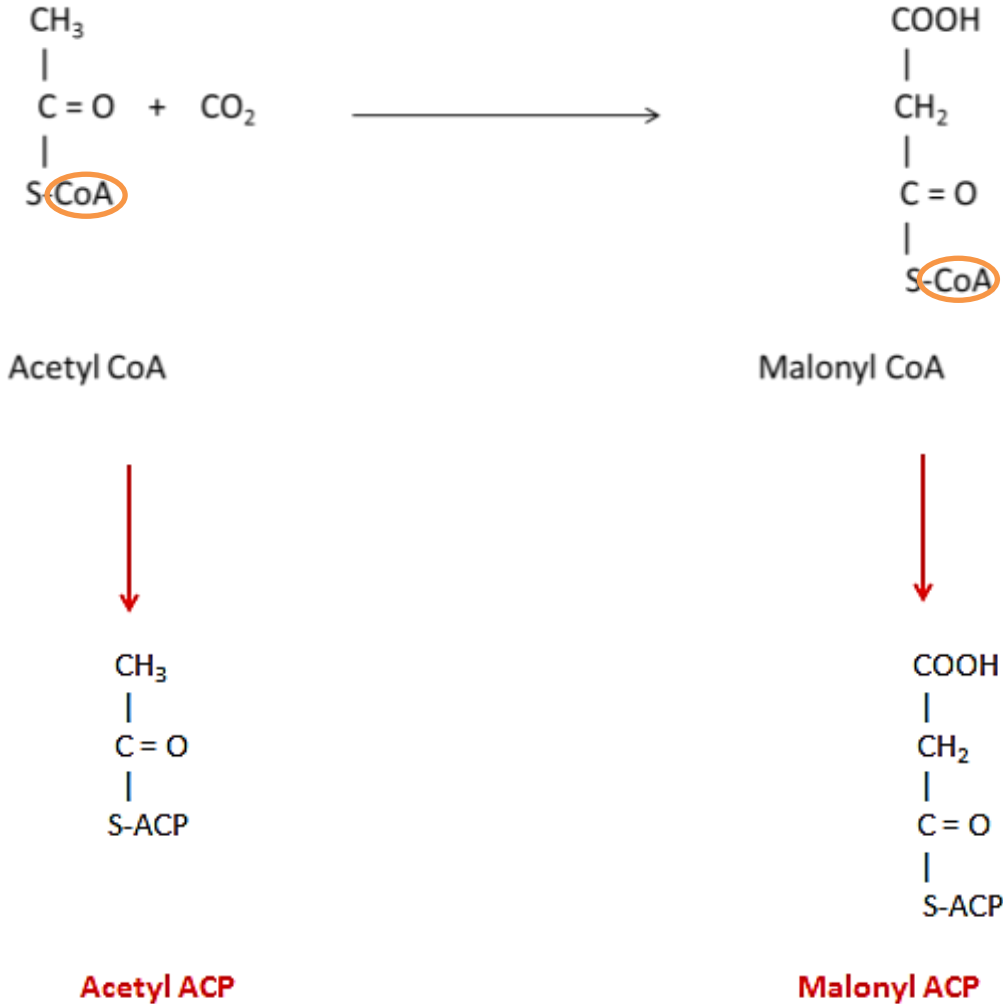 CH₃
|
C = O + CO₂
|
S-CoA
Acetyl CoA
COOH
|
CH₂
|
C = O
|
S-CoA
Malonyl CoA
CH₃
|
C = O
|
S-ACP
Acetyl ACP
COOH
|
CH₂
|
C = O
|
S-ACP
Malonyl ACP